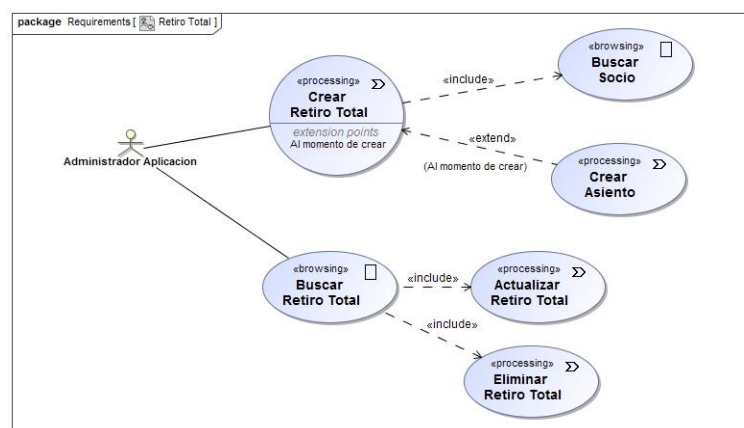 package Requirements [ Retiro Total ]
«processing»
Crear
Retiro Total
extension points
Al momento de crear
«include»
«browsing»
Buscar
Socio
«extend»
(Al momento de crear)
«processing»
Crear
Asiento
Administrador Aplicacion
«browsing»
Buscar
Retiro Total
«include»
«processing»
Actualizar
Retiro Total
«include»
«processing»
Eliminar
Retiro Total